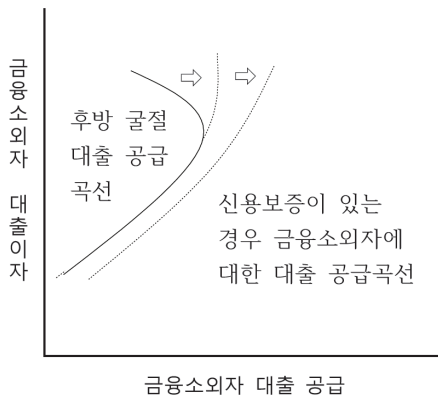 금융소외자 대출이자
후방 굴절
대출 공급
곡선
신용보증이 있는
경우 금융소외자에
대한 대출 공급곡선
금융소외자 대출 공급